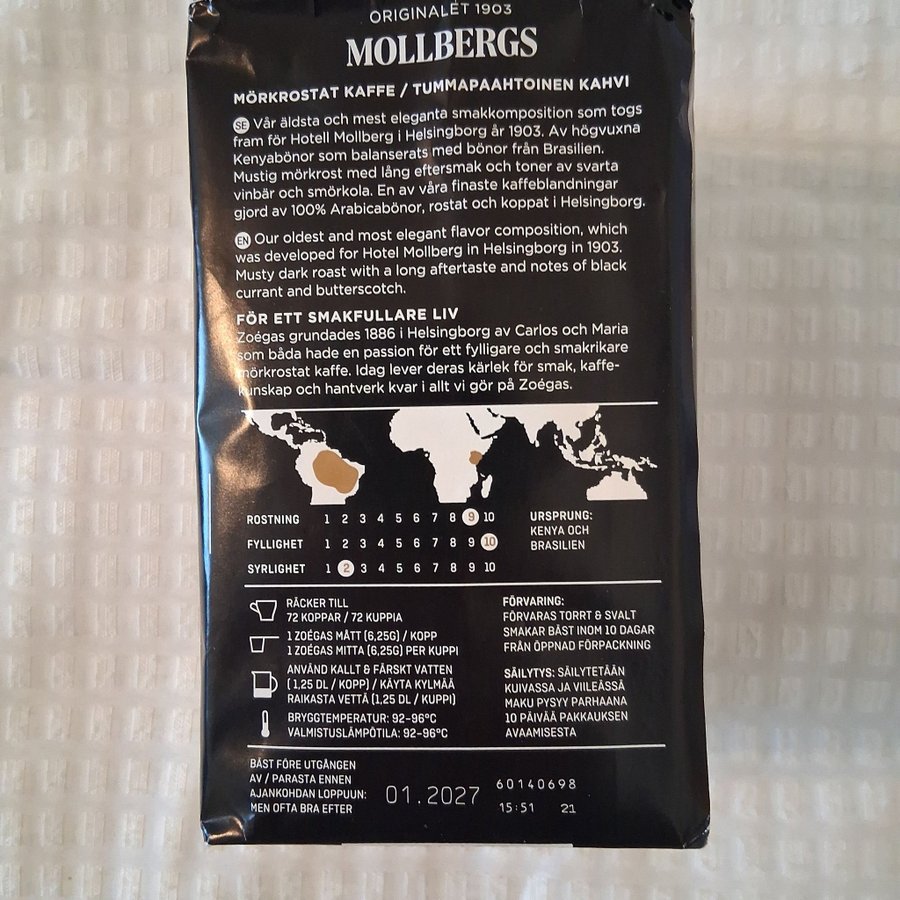 ORIGINALET 1903
MOLLBERGS
MÖRKROSTAT KAFFE / TUMMAPAAHTOINEN KAHVI
SE Vår äldsta och mest eleganta smakkomposition som togs
fram för Hotell Mollberg i Helsingborg år 1903. Av högvuxna
Kenyabönor som balanserats med bönor från Brasilien.
Mustig mörkrost med lång eftersmak och toner av svarta
vinbär och smörkola. En av våra finaste kaffeblandningar
gjord av 100% Arabicabönor, rostat och koppat i Helsingborg.
EN Our oldest and most elegant flavor composition, which
was developed for Hotel Mollberg in Helsingborg in 1903.
Musty dark roast with a long aftertaste and notes of black
currant and butterscotch.
FÖR ETT SMAKFULLARE LIV
Zoégas grundades 1886 i Helsingborg av Carlos och Maria
som båda hade en passion för ett fylligare och smakrikare
mörkrostat kaffe. Idag lever deras kärlek för smak, kaffe-
kunskap och hantverk kvar i allt vi gör på Zoégas.
ROSTNING 1 2 3 4 5 6 7 8 9 10
FYLLIGHET 1 2 3 4 5 6 7 8 9 10
SYRLIGHET 1 2 3 4 5 6 7 8 9 10
URSPRUNG:
KENYA OCH
BRASILIEN
RÄCKER TILL
72 KOPPAR / 72 KUPPIA
1 ZOÉGAS MÅTT (6,25G) / KOPP
1 ZOÉGAS MITTA (6,25G) PER KUPPI
ANVÄND KALLT & FÄRSKT VATTEN
(1,25 DL / KOPP) / KÄYTÄ KYLMÄÄ
RAIKASTA VETTÄ (1,25 DL / KUPPI)
BRYGGTEMPERATUR: 92-96°C
VALMISTUSLÄMPÖTILA: 92-96°C
FÖRVARING:
FÖRVARAS TORRT & SVALT
SMAKAR BÄST INOM 10 DAGAR
FRÅN ÖPPNAD FÖRPACKNING
SÄILYTYS: SÄILYTETÄÄN
KUIVASSA JA VIILEÄSSÄ
MAKU PYSYY PARHAANA
10 PÄIVÄÄ PAKKAUKSEN
AVAAMISESTA
BÄST FÖRE UTGÅNGEN
AV / PARASTA ENNEN
AJANKOHDAN LOPPUUN:
MEN OFTA BRA EFTER
01.2027
60140698
15:51 21